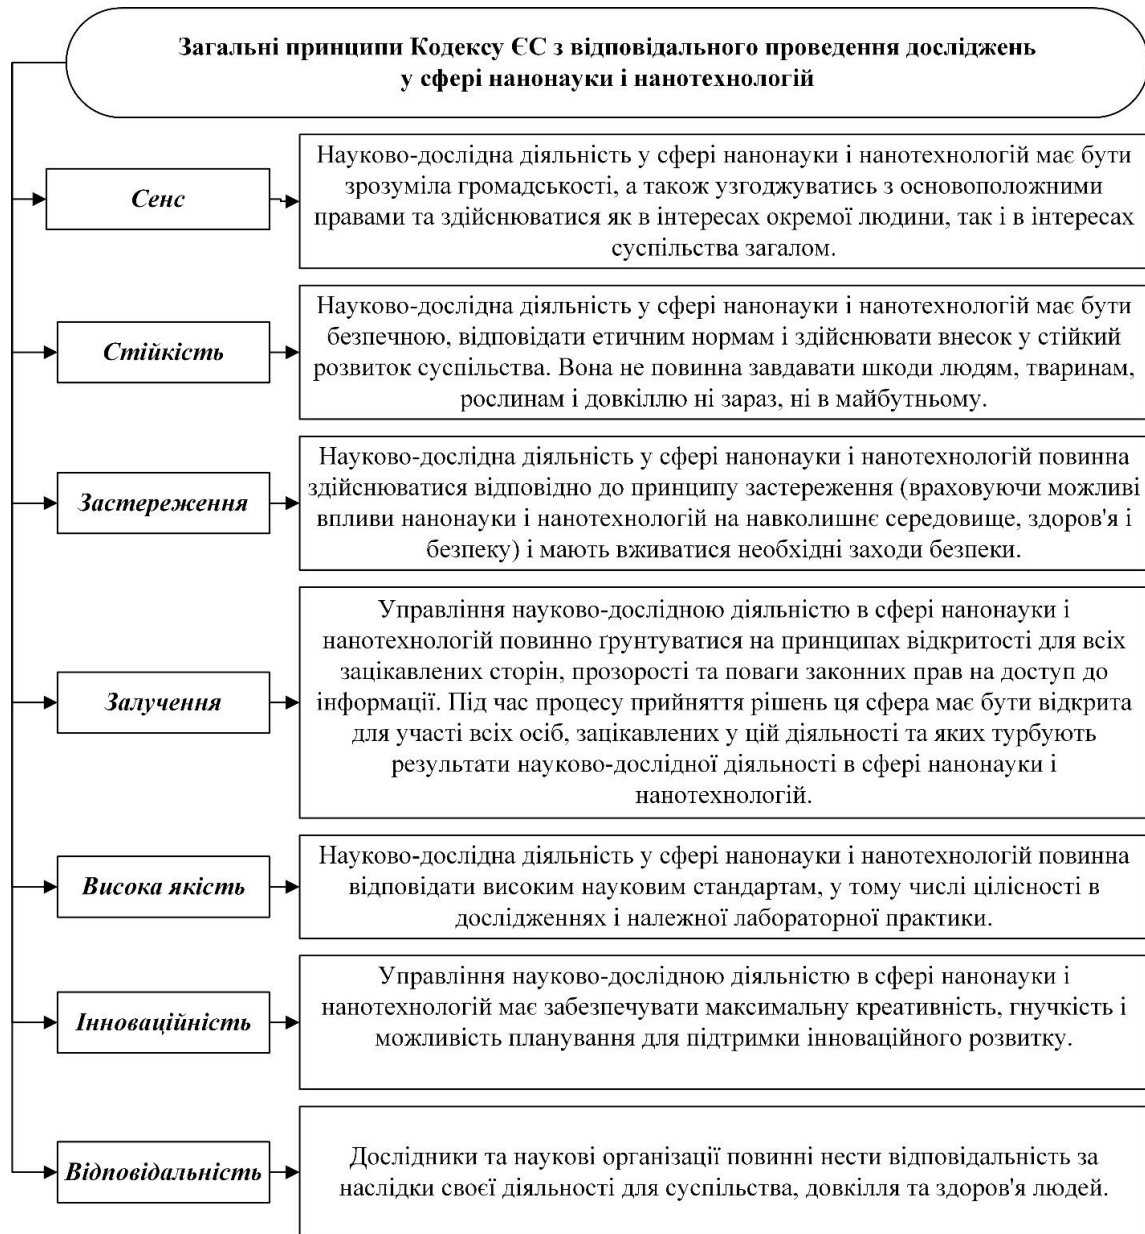 Загальні принципи Кодексу ЄС з відповідального проведення досліджень
у сфері нанонауки і нанотехнологій
Сенс
Науково-дослідна діяльність у сфері нанонауки і нанотехнологій має бути
зрозуміла громадськості, а також узгоджуватись з основоположними
правами та здійснюватися як в інтересах окремої людини, так і в інтересах
суспільства загалом.
Стійкість
Науково-дослідна діяльність у сфері нанонауки і нанотехнологій має бути
безпечною, відповідати етичним нормам і здійснювати внесок у стійкий
розвиток суспільства. Вона не повинна завдавати шкоди людям, тваринам,
рослинам і довкіллю ні зараз, ні в майбутньому.
Застереження
Науково-дослідна діяльність у сфері нанонауки і нанотехнологій повинна
здійснюватися відповідно до принципу застереження (враховуючи можливі
впливи нанонауки і нанотехнологій на навколишнє середовище, здоров'я і
безпеку) і мають вживатися необхідні заходи безпеки.
Залучення
Управління науково-дослідною діяльністю в сфері нанонауки і
нанотехнологій повинно ґрунтуватися на принципах відкритості для всіх
зацікавлених сторін, прозорості та поваги законних прав на доступ до
інформації. Під час процесу прийняття рішень ця сфера має бути відкрита
для участі всіх осіб, зацікавлених у цій діяльності та яких турбують
результати науково-дослідної діяльності в сфері нанонауки і
нанотехнологій.
Висока якість
Науково-дослідна діяльність у сфері нанонауки і нанотехнологій повинна
відповідати високим науковим стандартам, у тому числі цілісності в
дослідженнях і належної лабораторної практики.
Інноваційність
Управління науково-дослідною діяльністю в сфері нанонауки і
нанотехнологій має забезпечувати максимальну креативність, гнучкість і
можливість планування для підтримки інноваційного розвитку.
Відповідальність
Дослідники та наукові організації повинні нести відповідальність за
наслідки своєї діяльності для суспільства, довкілля та здоров'я людей.